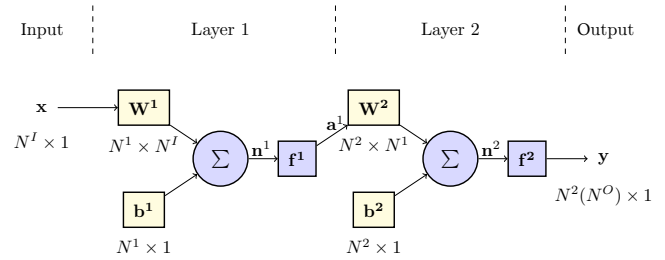 Input Layer 1 Layer 2 Output
x W¹ a¹ W²
N^I × 1 N¹ × N^I N² × N¹
Σ n¹ f¹ Σ n² f² y
N²(N^O) × 1
b¹ b²
N¹ × 1 N² × 1